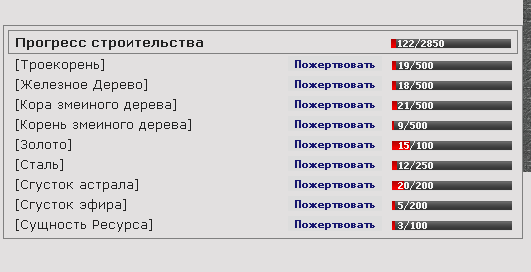 Прогресс строительства 122/2850
[Троекорень] Пожертвовать 19/500
[Железное Дерево] Пожертвовать 18/500
[Кора змеиного дерева] Пожертвовать 21/500
[Корень змеиного дерева] Пожертвовать 9/500
[Золото] Пожертвовать 15/100
[Сталь] Пожертвовать 12/250
[Сгусток астрала] Пожертвовать 20/200
[Сгусток эфира] Пожертвовать 5/200
[Сущность Ресурса] Пожертвовать 3/100